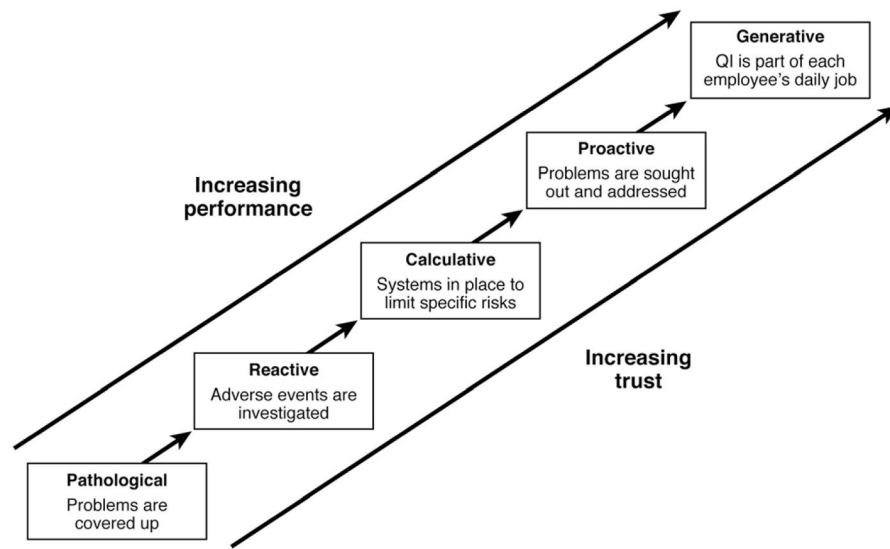 Generative
QI is part of each
employee's daily job
Proactive
Problems are sought
out and addressed
Increasing
performance
Calculative
Systems in place to
limit specific risks
Increasing
trust
Reactive
Adverse events are
investigated
Pathological
Problems are
covered up